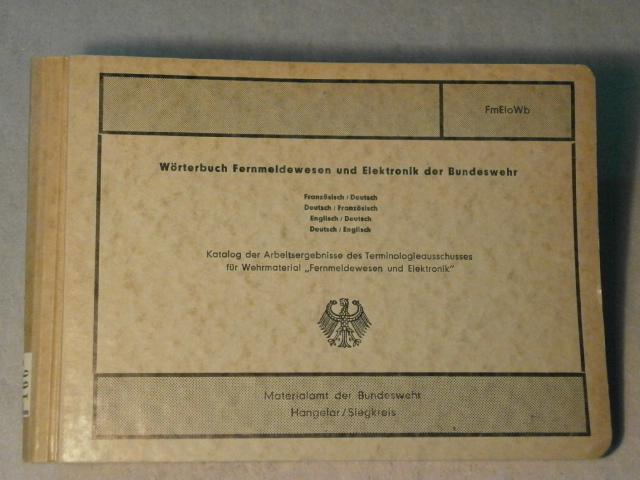 FmEloWb
Wörterbuch Fernmeldewesen und Elektronik der Bundeswehr
Französisch / Deutsch
Deutsch / Französisch
Englisch / Deutsch
Deutsch / Englisch
Katalog der Arbeitsergebnisse des Terminologieausschusses
für Wehrmaterial „Fernmeldewesen und Elektronik"
Materialamt der Bundeswehr
Hangelar/Siegkreis